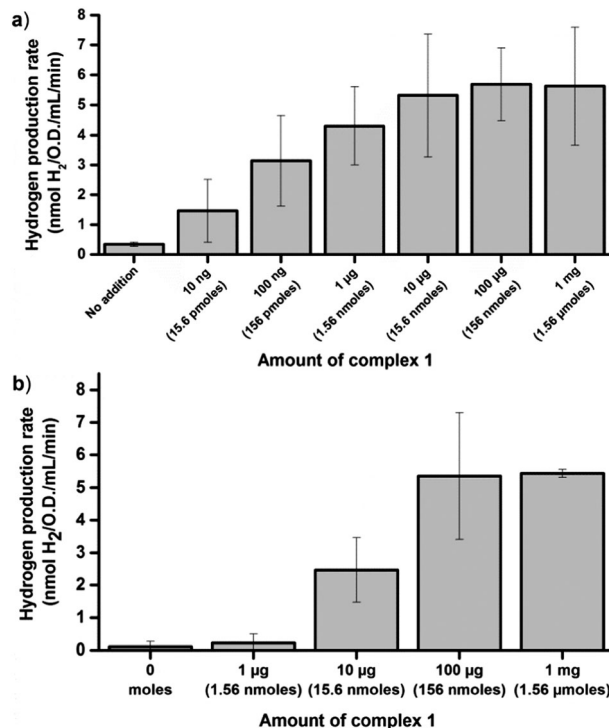 a)
Hydrogen production rate
(nmol H2/O.D./mL/min)
8
7
6
5
4
3
2
1
0
No addition
10 ng
(15.6 pmoles)
100 ng
(156 pmoles)
1 µg
(1.56 nmoles)
10 µg
(15.6 nmoles)
100 µg
(156 nmoles)
1 mg
(1.56 µmoles)
Amount of complex 1
b)
Hydrogen production rate
(nmol H2/O.D./mL/min)
8
7
6
5
4
3
2
1
0
0
moles
1 µg
(1.56 nmoles)
10 µg
(15.6 nmoles)
100 µg
(156 nmoles)
1 mg
(1.56 µmoles)
Amount of complex 1